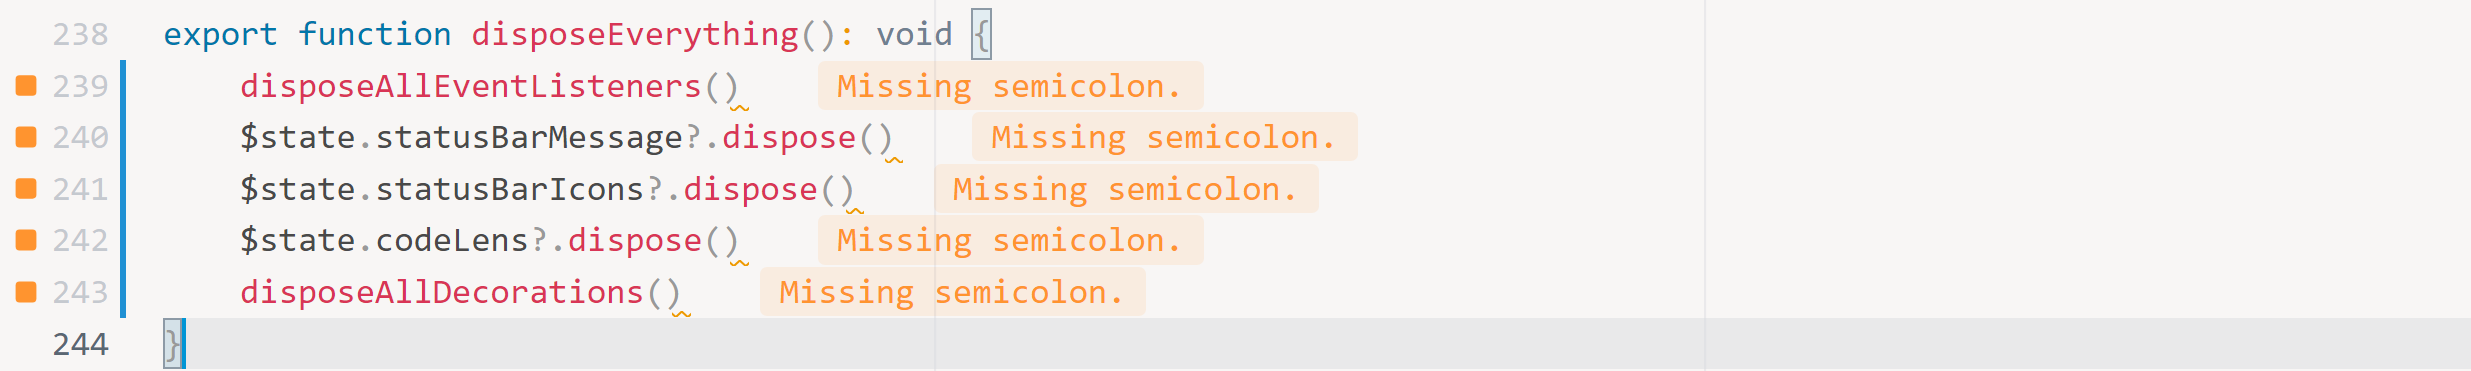 238 export function disposeEverything(): void {
239     disposeAllEventListeners()    Missing semicolon.
240     $state.statusBarMessage?.dispose()    Missing semicolon.
241     $state.statusBarIcons?.dispose()    Missing semicolon.
242     $state.codeLens?.dispose()    Missing semicolon.
243     disposeAllDecorations()    Missing semicolon.
244 }